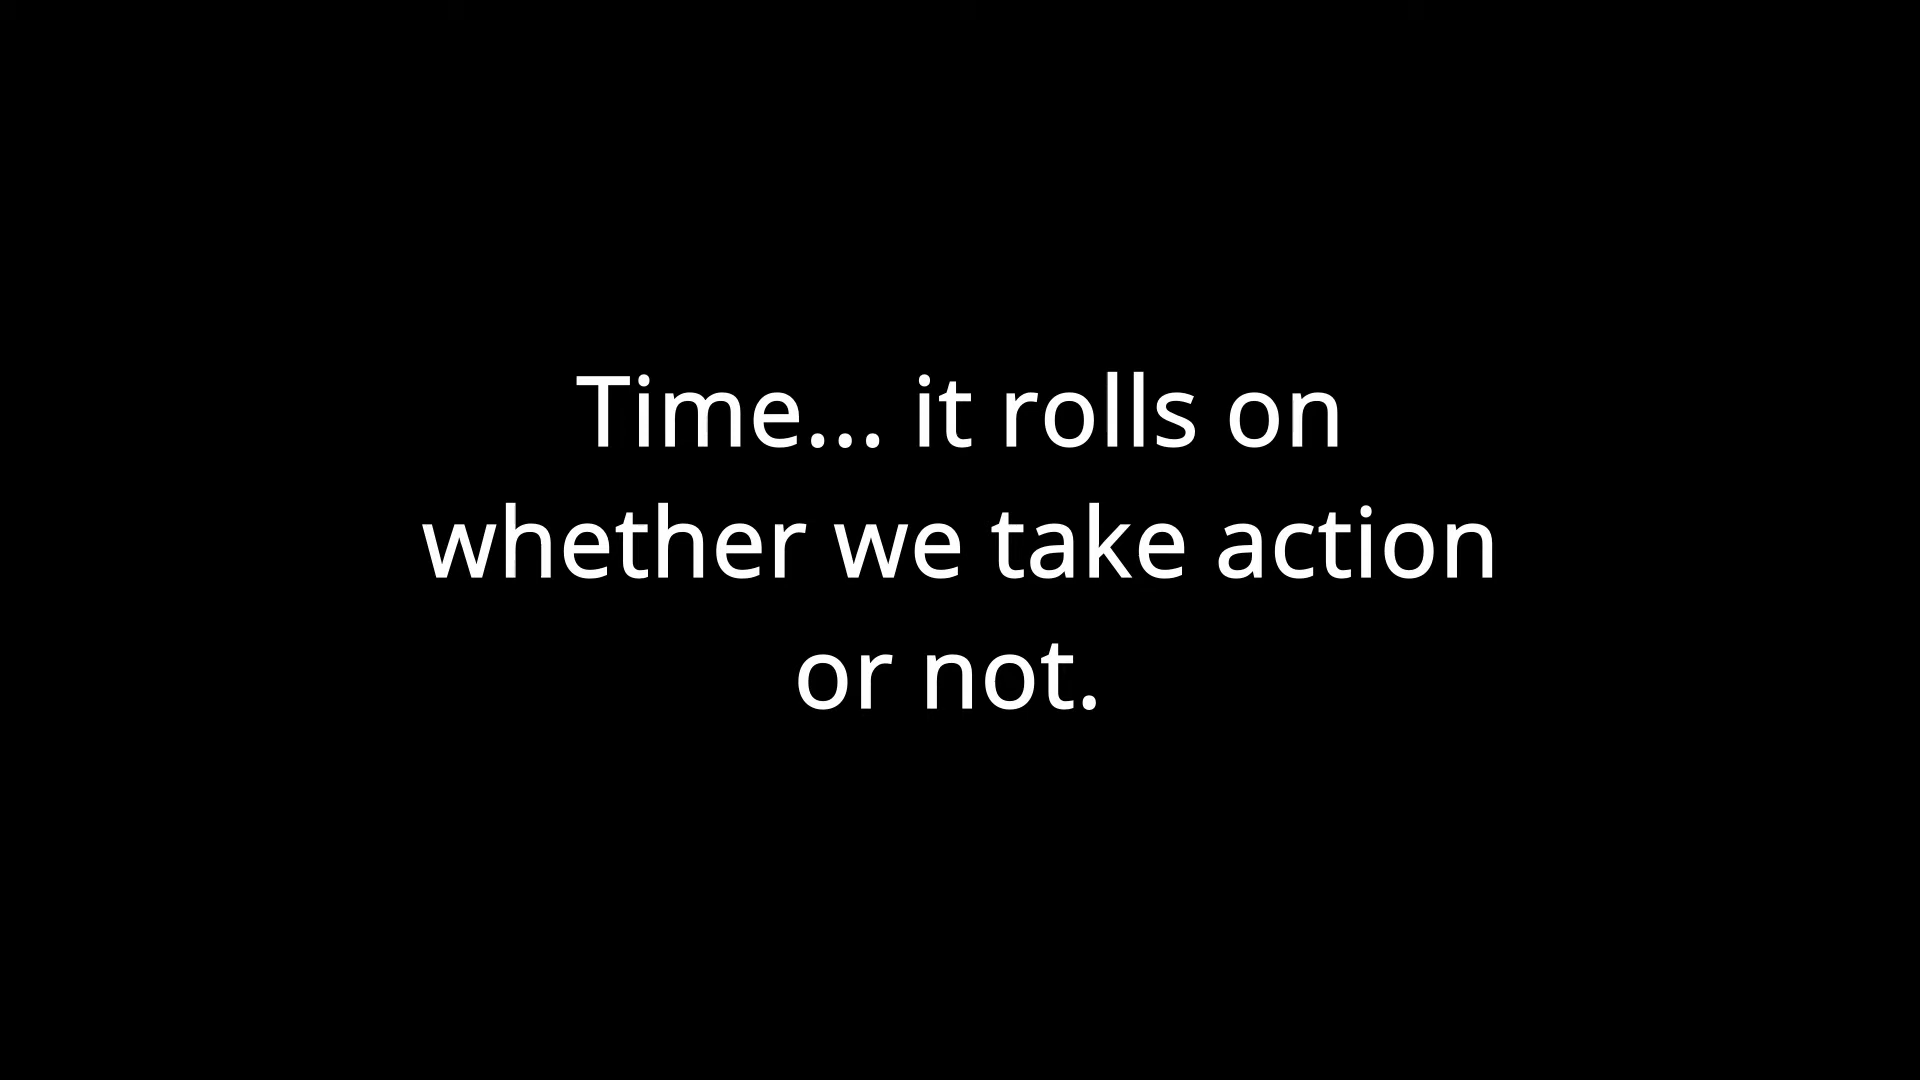 Time... it rolls on
whether we take action
or not.